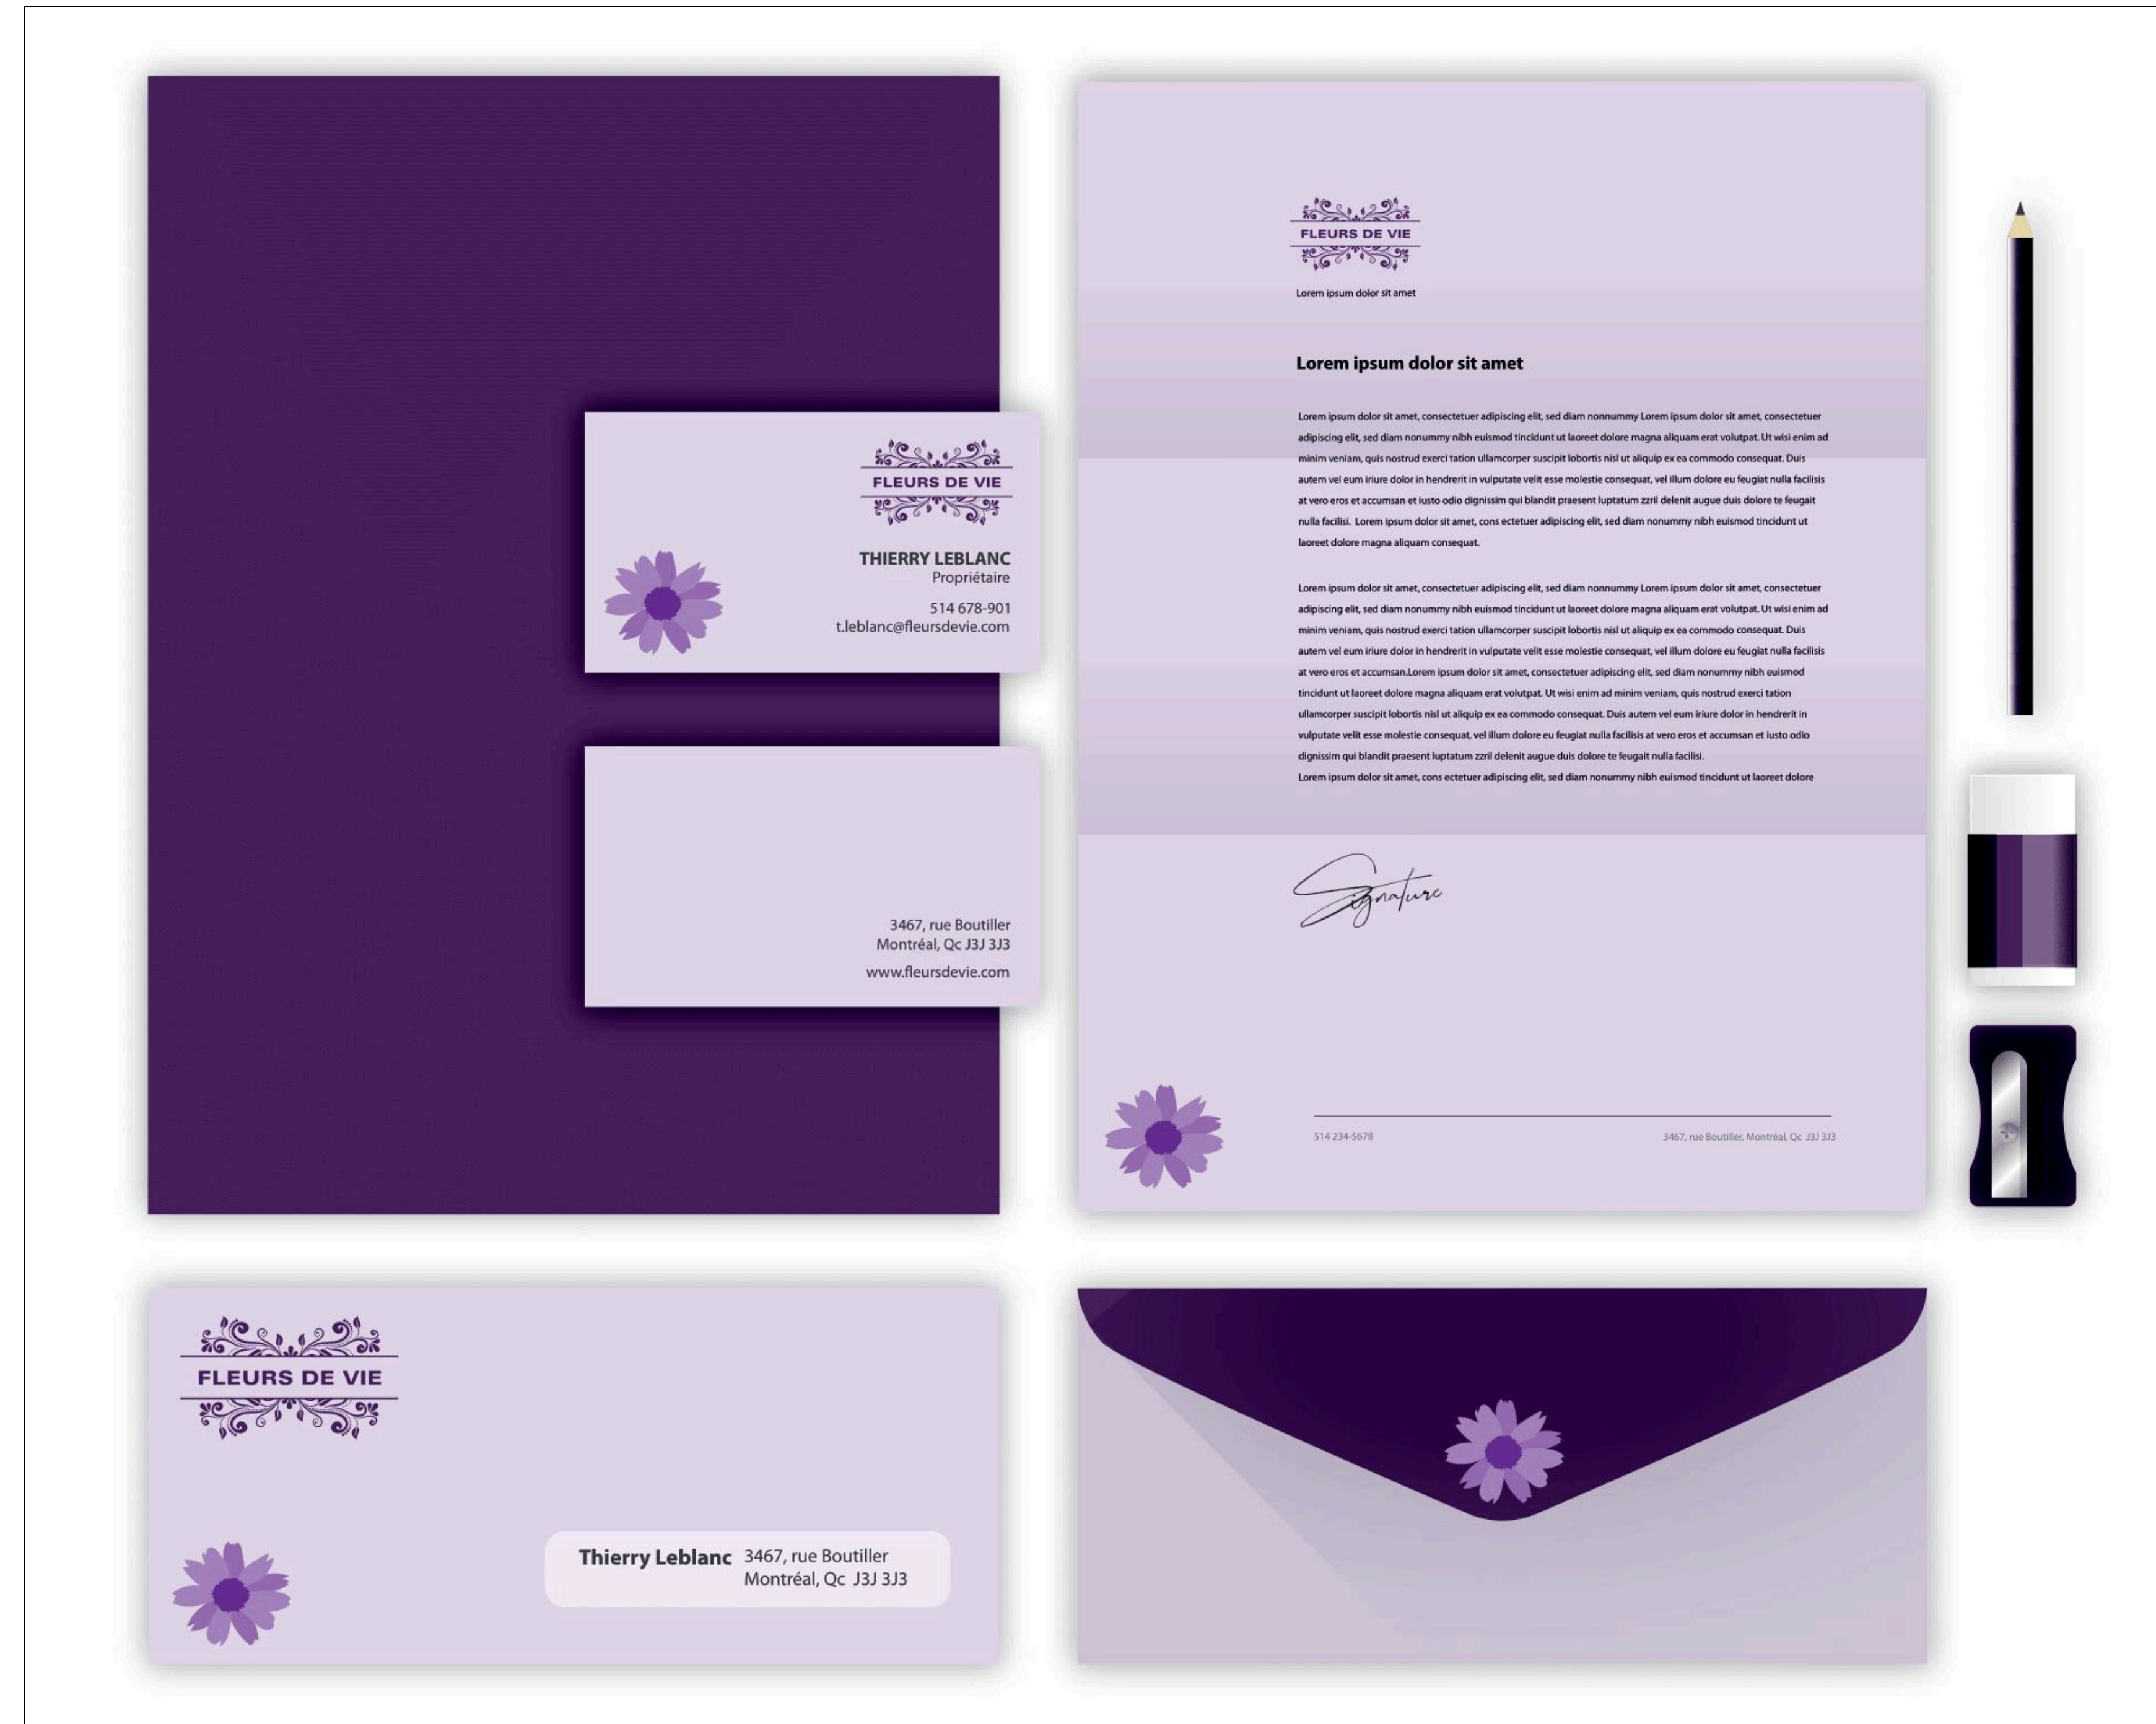 FLEURS DE VIE
THIERRY LEBLANC
Propriétaire
514 678-901
t.leblanc@fleursdevie.com
3467, rue Boutiller
Montréal, Qc J3J 3J3
www.fleursdevie.com
FLEURS DE VIE
Lorem ipsum dolor sit amet
Lorem ipsum dolor sit amet
Lorem ipsum dolor sit amet, consectetuer adipiscing elit, sed diam nonnummy Lorem ipsum dolor sit amet, consectetuer
adipiscing elit, sed diam nonummy nibh euismod tincidunt ut laoreet dolore magna aliquam erat volutpat. Ut wisi enim ad
minim veniam, quis nostrud exerci tation ullamcorper suscipit lobortis nisl ut aliquip ex ea commodo consequat. Duis
autem vel eum iriure dolor in hendrerit in vulputate velit esse molestie consequat, vel illum dolore eu feugiat nulla facilisis
at vero eros et accumsan et iusto odio dignissim qui blandit praesent luptatum zzril delenit augue duis dolore te feugait
nulla facilisi. Lorem ipsum dolor sit amet, cons ectetuer adipiscing elit, sed diam nonummy nibh euismod tincidunt ut
laoreet dolore magna aliquam consequat.
Lorem ipsum dolor sit amet, consectetuer adipiscing elit, sed diam nonnummy Lorem ipsum dolor sit amet, consectetuer
adipiscing elit, sed diam nonummy nibh euismod tincidunt ut laoreet dolore magna aliquam erat volutpat. Ut wisi enim ad
minim veniam, quis nostrud exerci tation ullamcorper suscipit lobortis nisl ut aliquip ex ea commodo consequat. Duis
autem vel eum iriure dolor in hendrerit in vulputate velit esse molestie consequat, vel illum dolore eu feugiat nulla facilisis
at vero eros et accumsan.Lorem ipsum dolor sit amet, consectetuer adipiscing elit, sed diam nonummy nibh euismod
tincidunt ut laoreet dolore magna aliquam erat volutpat. Ut wisi enim ad minim veniam, quis nostrud exerci tation
ullamcorper suscipit lobortis nisl ut aliquip ex ea commodo consequat. Duis autem vel eum iriure dolor in hendrerit in
vulputate velit esse molestie consequat, vel illum dolore eu feugiat nulla facilisis at vero eros et accumsan et iusto odio
dignissim qui blandit praesent luptatum zzril delenit augue duis dolore te feugait nulla facilisi.
Lorem ipsum dolor sit amet, cons ectetuer adipiscing elit, sed diam nonummy nibh euismod tincidunt ut laoreet dolore
Signature
514 234-5678
3467, rue Boutiller, Montréal, Qc J3J 3J3
FLEURS DE VIE
Thierry Leblanc 3467, rue Boutiller
Montréal, Qc J3J 3J3